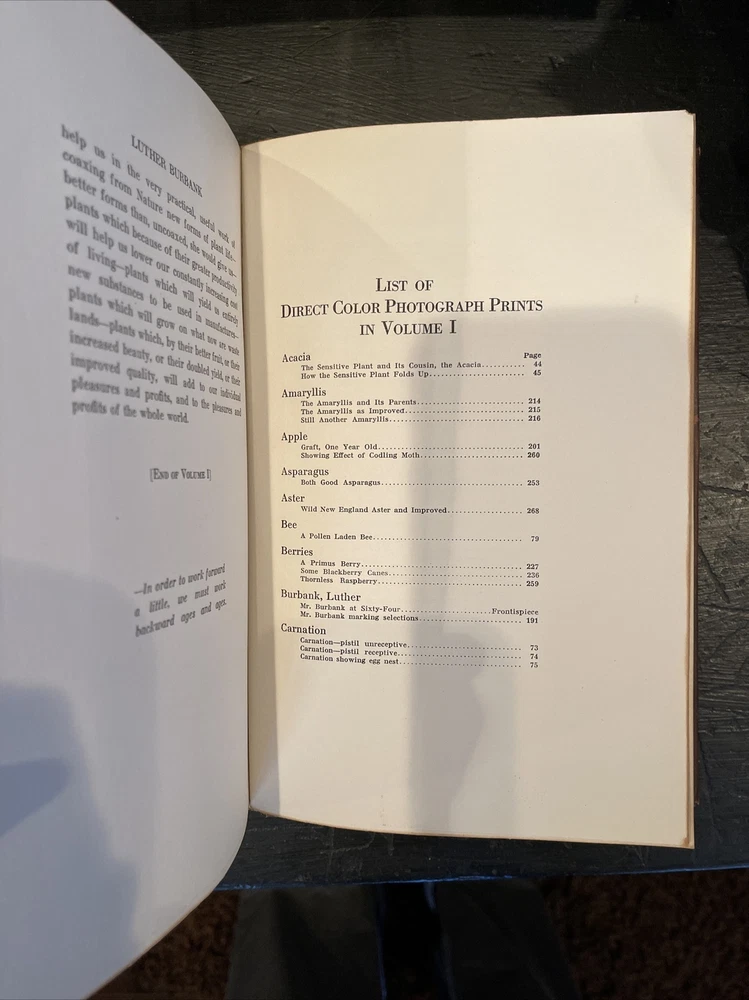 LUTHER BURBANK
help us in the very practical, useful work of
coaxing from Nature new forms of plant life—
better forms than, uncoaxed, she would give us—
plants which because of their greater productivity
will help us lower our constantly increasing cost
of living—plants which will yield us entirely
new substances to be used in manufactures—
plants which will grow on what now are waste
lands—plants which, by their better fruit, or their
increased beauty, or their doubled yield, or their
improved quality, will add to our individual
pleasures and profits, and to the pleasures and
profits of the whole world.
[END OF VOLUME I]
—In order to work forward
a little, we must work
backward ages and ages.
LIST OF
DIRECT COLOR PHOTOGRAPH PRINTS
IN VOLUME I
Acacia Page
The Sensitive Plant and Its Cousin, the Acacia........... 44
How the Sensitive Plant Folds Up........................ 45
Amaryllis
The Amaryllis and Its Parents........................... 214
The Amaryllis as Improved............................... 215
Still Another Amaryllis................................. 216
Apple
Graft, One Year Old..................................... 201
Showing Effect of Codling Moth.......................... 260
Asparagus
Both Good Asparagus..................................... 253
Aster
Wild New England Aster and Improved..................... 268
Bee
A Pollen Laden Bee...................................... 79
Berries
A Primus Berry.......................................... 227
Some Blackberry Canes................................... 236
Thornless Raspberry..................................... 259
Burbank, Luther
Mr. Burbank at Sixty-Four......................Frontispiece
Mr. Burbank marking selections.......................... 191
Carnation
Carnation—pistil unreceptive............................ 73
Carnation—pistil receptive.............................. 74
Carnation showing egg nest.............................. 75